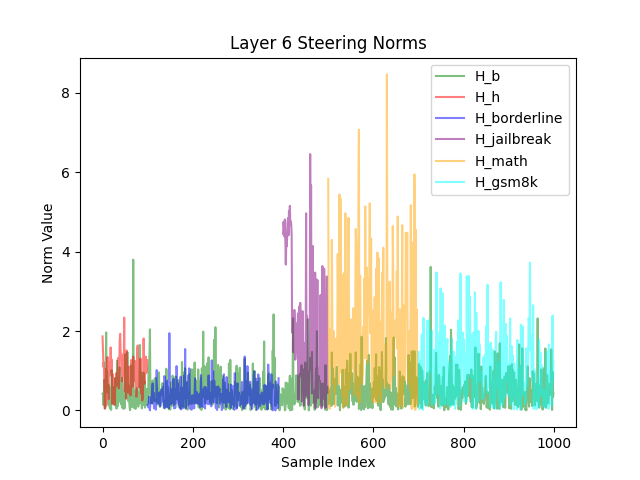 Layer 6 Steering Norms
H_b
H_h
H_borderline
H_jailbreak
H_math
H_gsm8k
Norm Value
8
6
4
2
0
0 200 400 600 800 1000
Sample Index